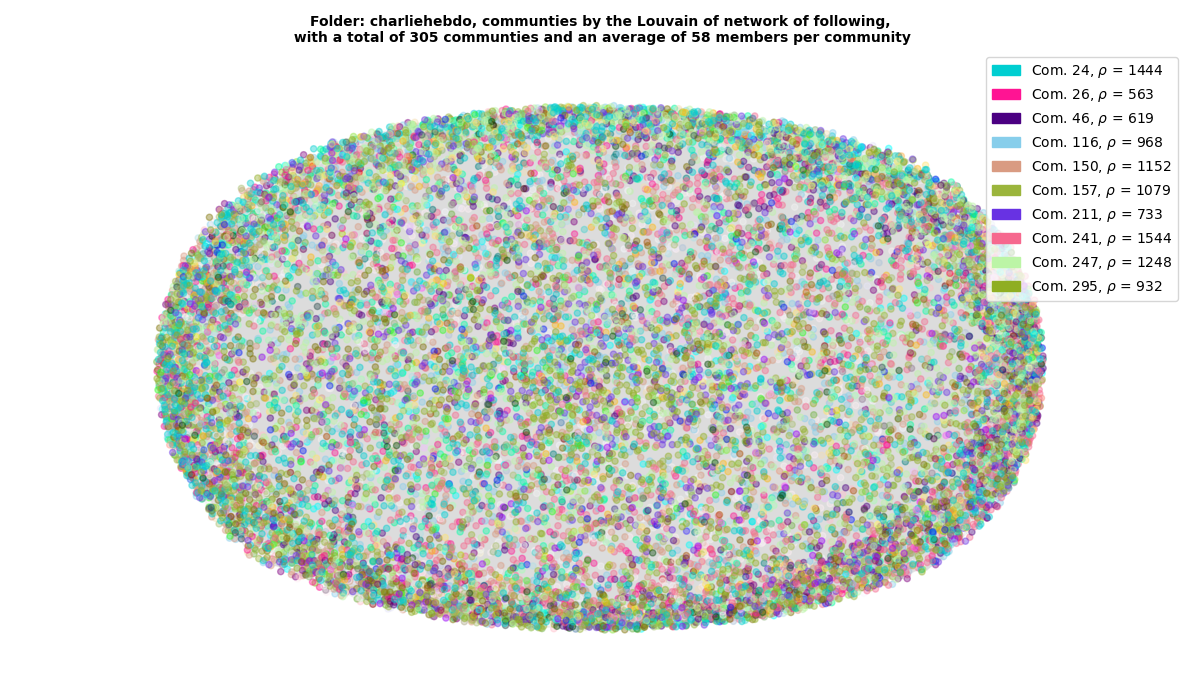 Folder: charliehebdo, communties by the Louvain of network of following,
with a total of 305 communties and an average of 58 members per community
Com. 24, ρ = 1444
Com. 26, ρ = 563
Com. 46, ρ = 619
Com. 116, ρ = 968
Com. 150, ρ = 1152
Com. 157, ρ = 1079
Com. 211, ρ = 733
Com. 241, ρ = 1544
Com. 247, ρ = 1248
Com. 295, ρ = 932